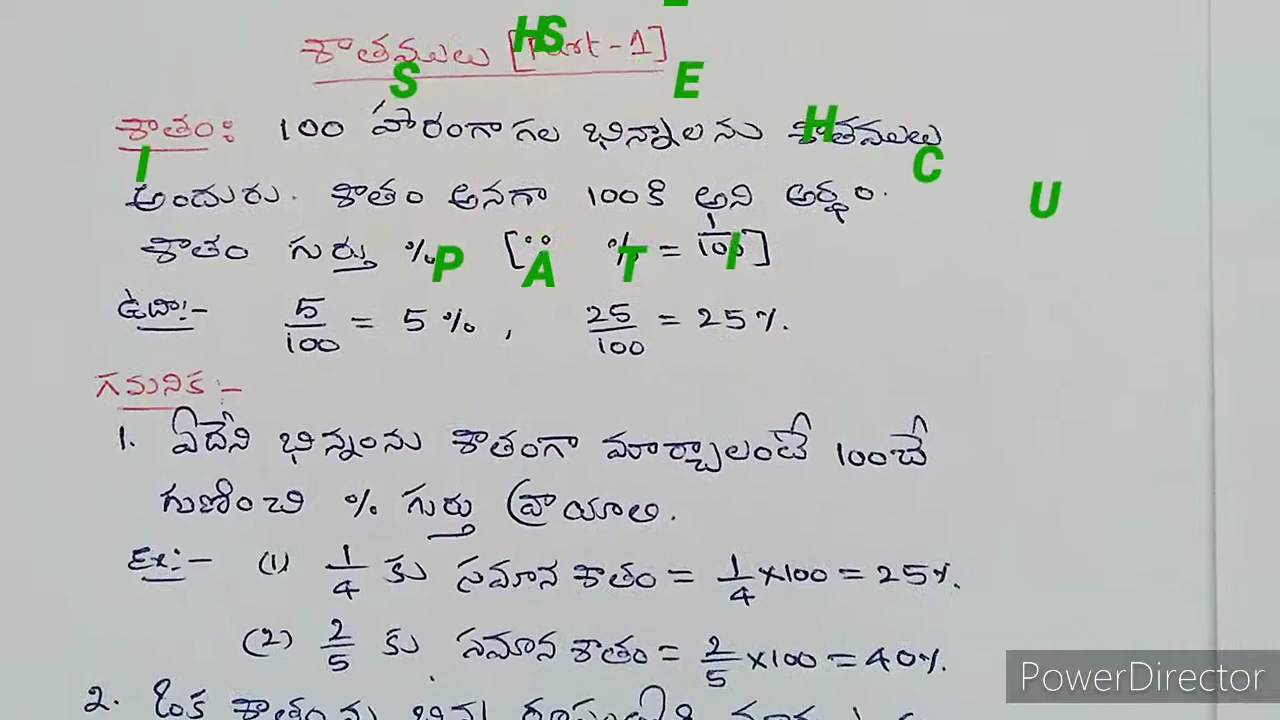 శాతములు [Part-1]
శాతం: 100 హారంగా గల భిన్నాలను శాతములు
అందురు. శాతం అనగా 100కి అని అర్థం.
శాతం గుర్తు % [∵ % = 1/100]
ఉదా:- 5/100 = 5%, 25/100 = 25%.
గమనిక:-
1. ఏదేని భిన్నంను శాతంగా మార్చాలంటే 100చే
గుణించి % గుర్తు వ్రాయాలి.
Ex:- (1) 1/4 కు సమాన శాతం = 1/4 × 100 = 25%.
(2) 2/5 కు సమాన శాతం = 2/5 × 100 = 40%.
2. ఒక శాతంను
H S
S E
H
I C
U
P A T I
PowerDirector